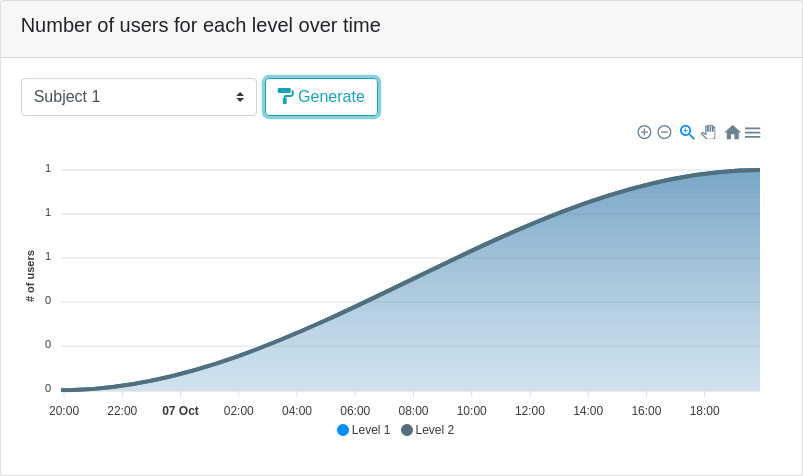 Number of users for each level over time
Subject 1
Generate
1
1
1
0
0
0
# of users
20:00 22:00 07 Oct 02:00 04:00 06:00 08:00 10:00 12:00 14:00 16:00 18:00
Level 1 Level 2